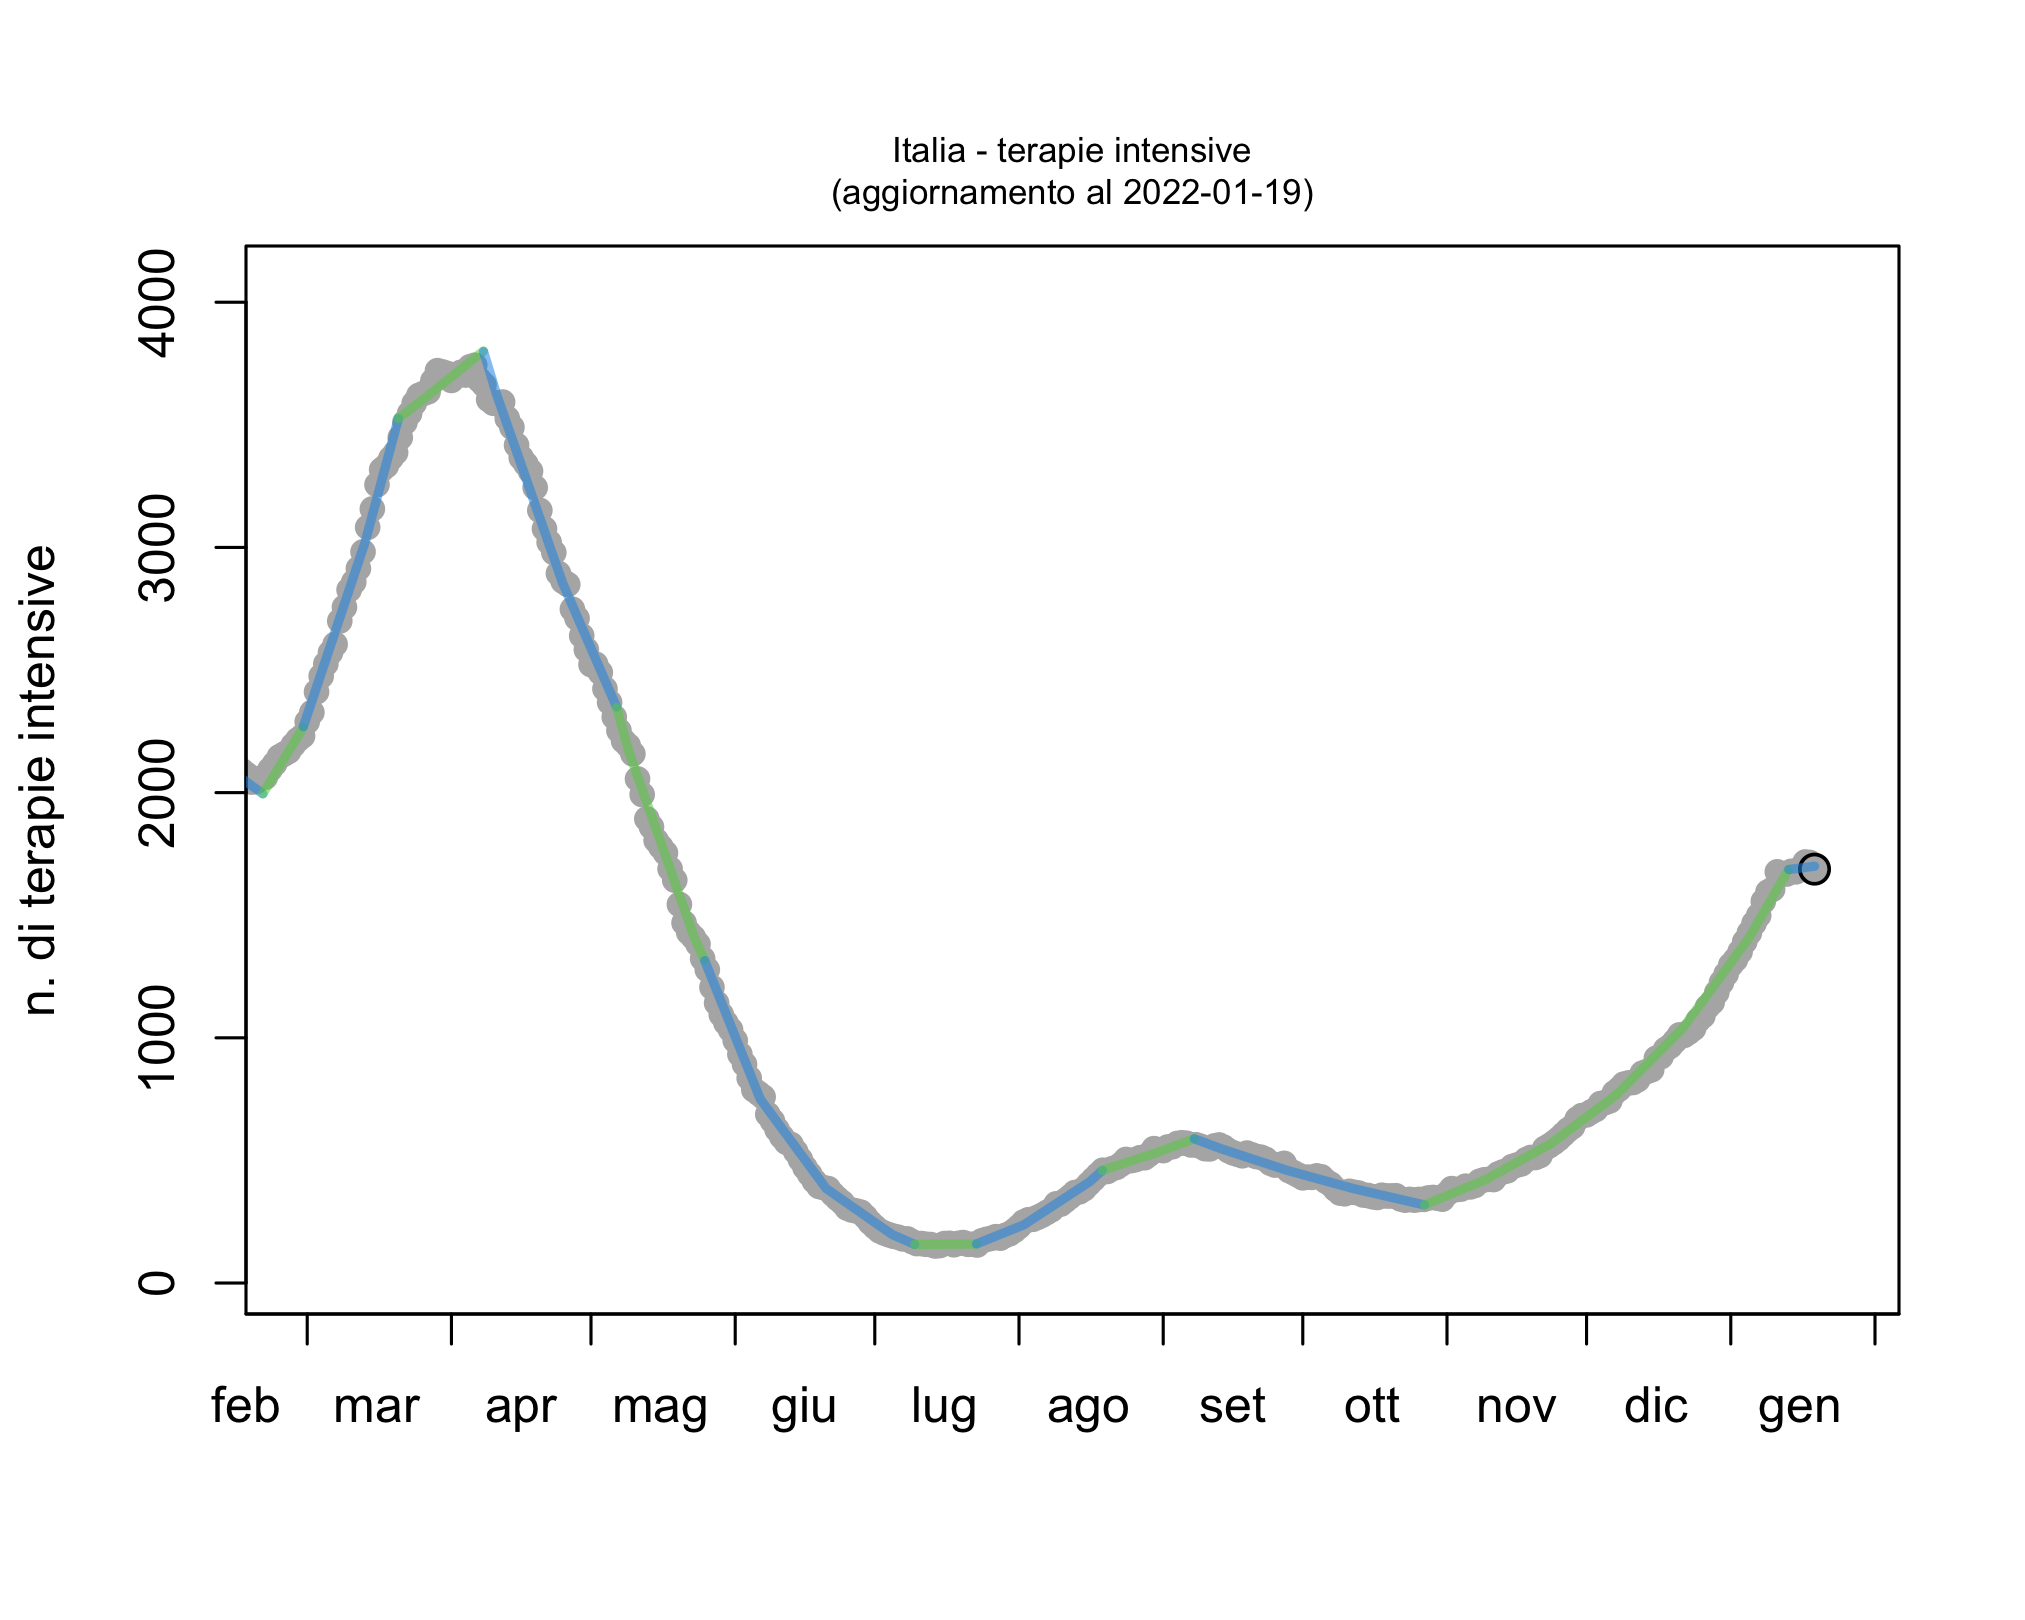 Italia - terapie intensive
(aggiornamento al 2022-01-19)
n. di terapie intensive
4000
3000
2000
1000
0
feb mar apr mag giu lug ago set ott nov dic gen